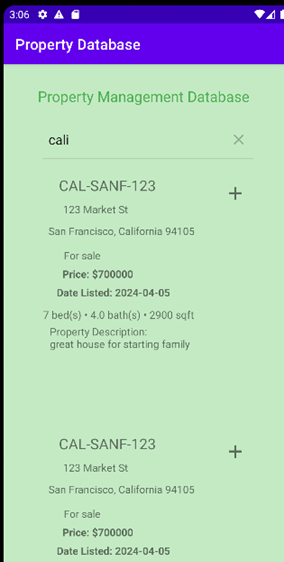 3:06
Property Database
Property Management Database
cali
CAL-SANF-123
123 Market St
San Francisco, California 94105
For sale
Price: $700000
Date Listed: 2024-04-05
7 bed(s) • 4.0 bath(s) • 2900 sqft
Property Description:
great house for starting family
CAL-SANF-123
123 Market St
San Francisco, California 94105
For sale
Price: $700000
Date Listed: 2024-04-05